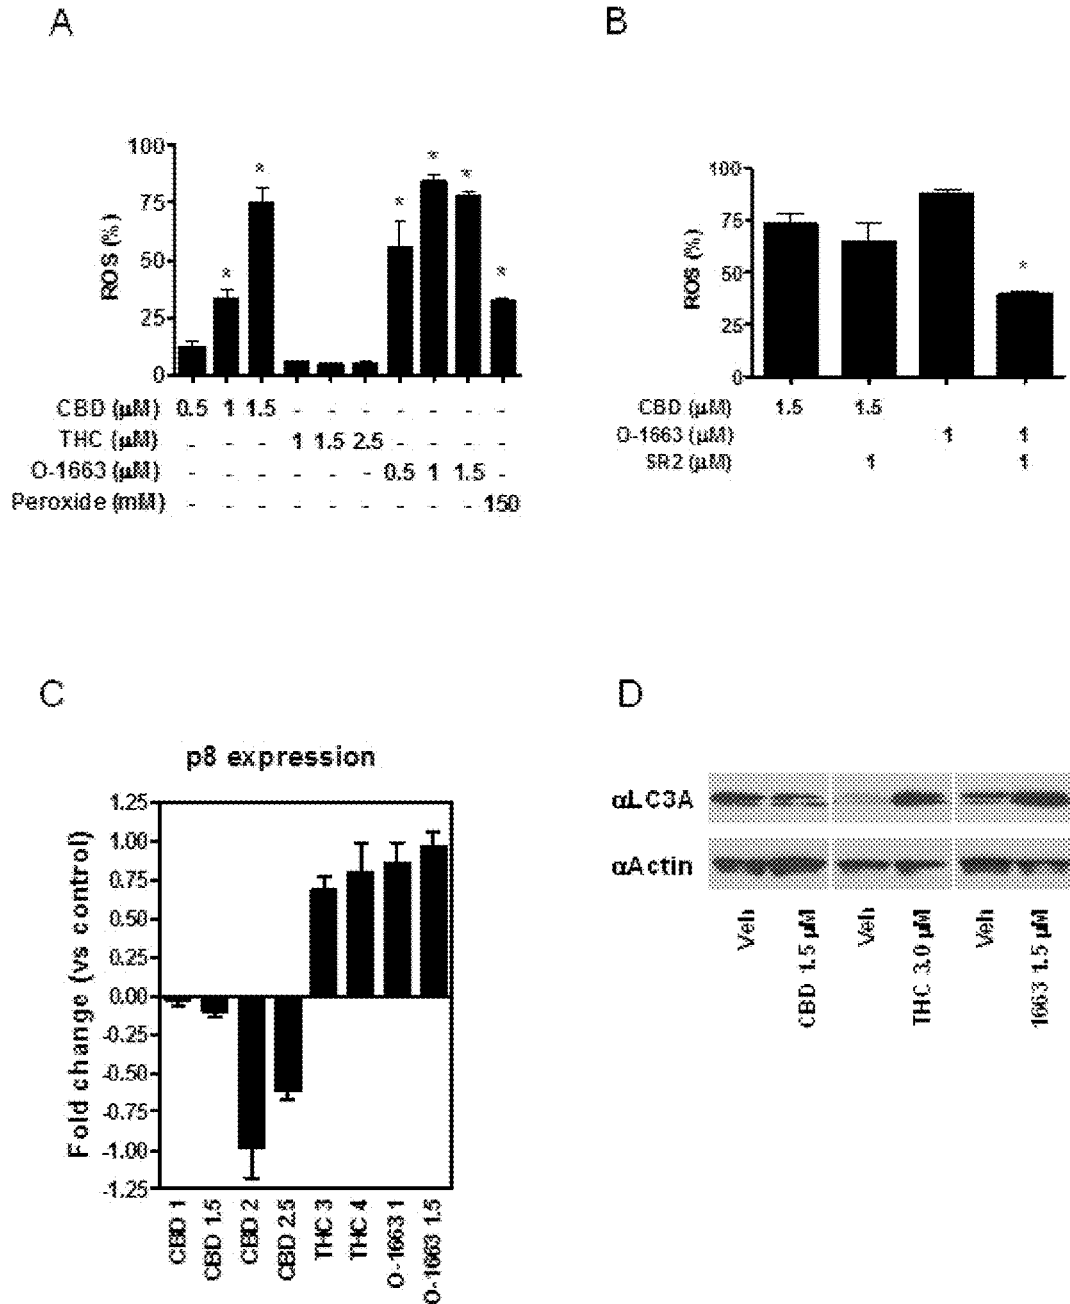 A
ROS (%)
100
75
50
25
0
*
*
*
*
*
*
CBD (µM) 0.5 1 1.5 - - - - - - -
THC (µM) - - - 1 1.5 2.5 - - - -
O-1663 (µM) - - - - - - 0.5 1 1.5 -
Peroxide (mM) - - - - - - - - - 150
B
ROS (%)
100
75
50
25
0
*
CBD (µM) 1.5 1.5
O-1663 (µM) 1 1
SR2 (µM) 1 1
C
p8 expression
Fold change (vs control)
1.25
1.00
0.75
0.50
0.25
0.00
-0.25
-0.50
-0.75
-1.00
-1.25
CBD 1
CBD 1.5
CBD 2
CBD 2.5
THC 3
THC 4
O-1663 1
O-1663 1.5
D
αLC3A
αActin
Veh
CBD 1.5 µM
Veh
THC 3.0 µM
Veh
1663 1.5 µM